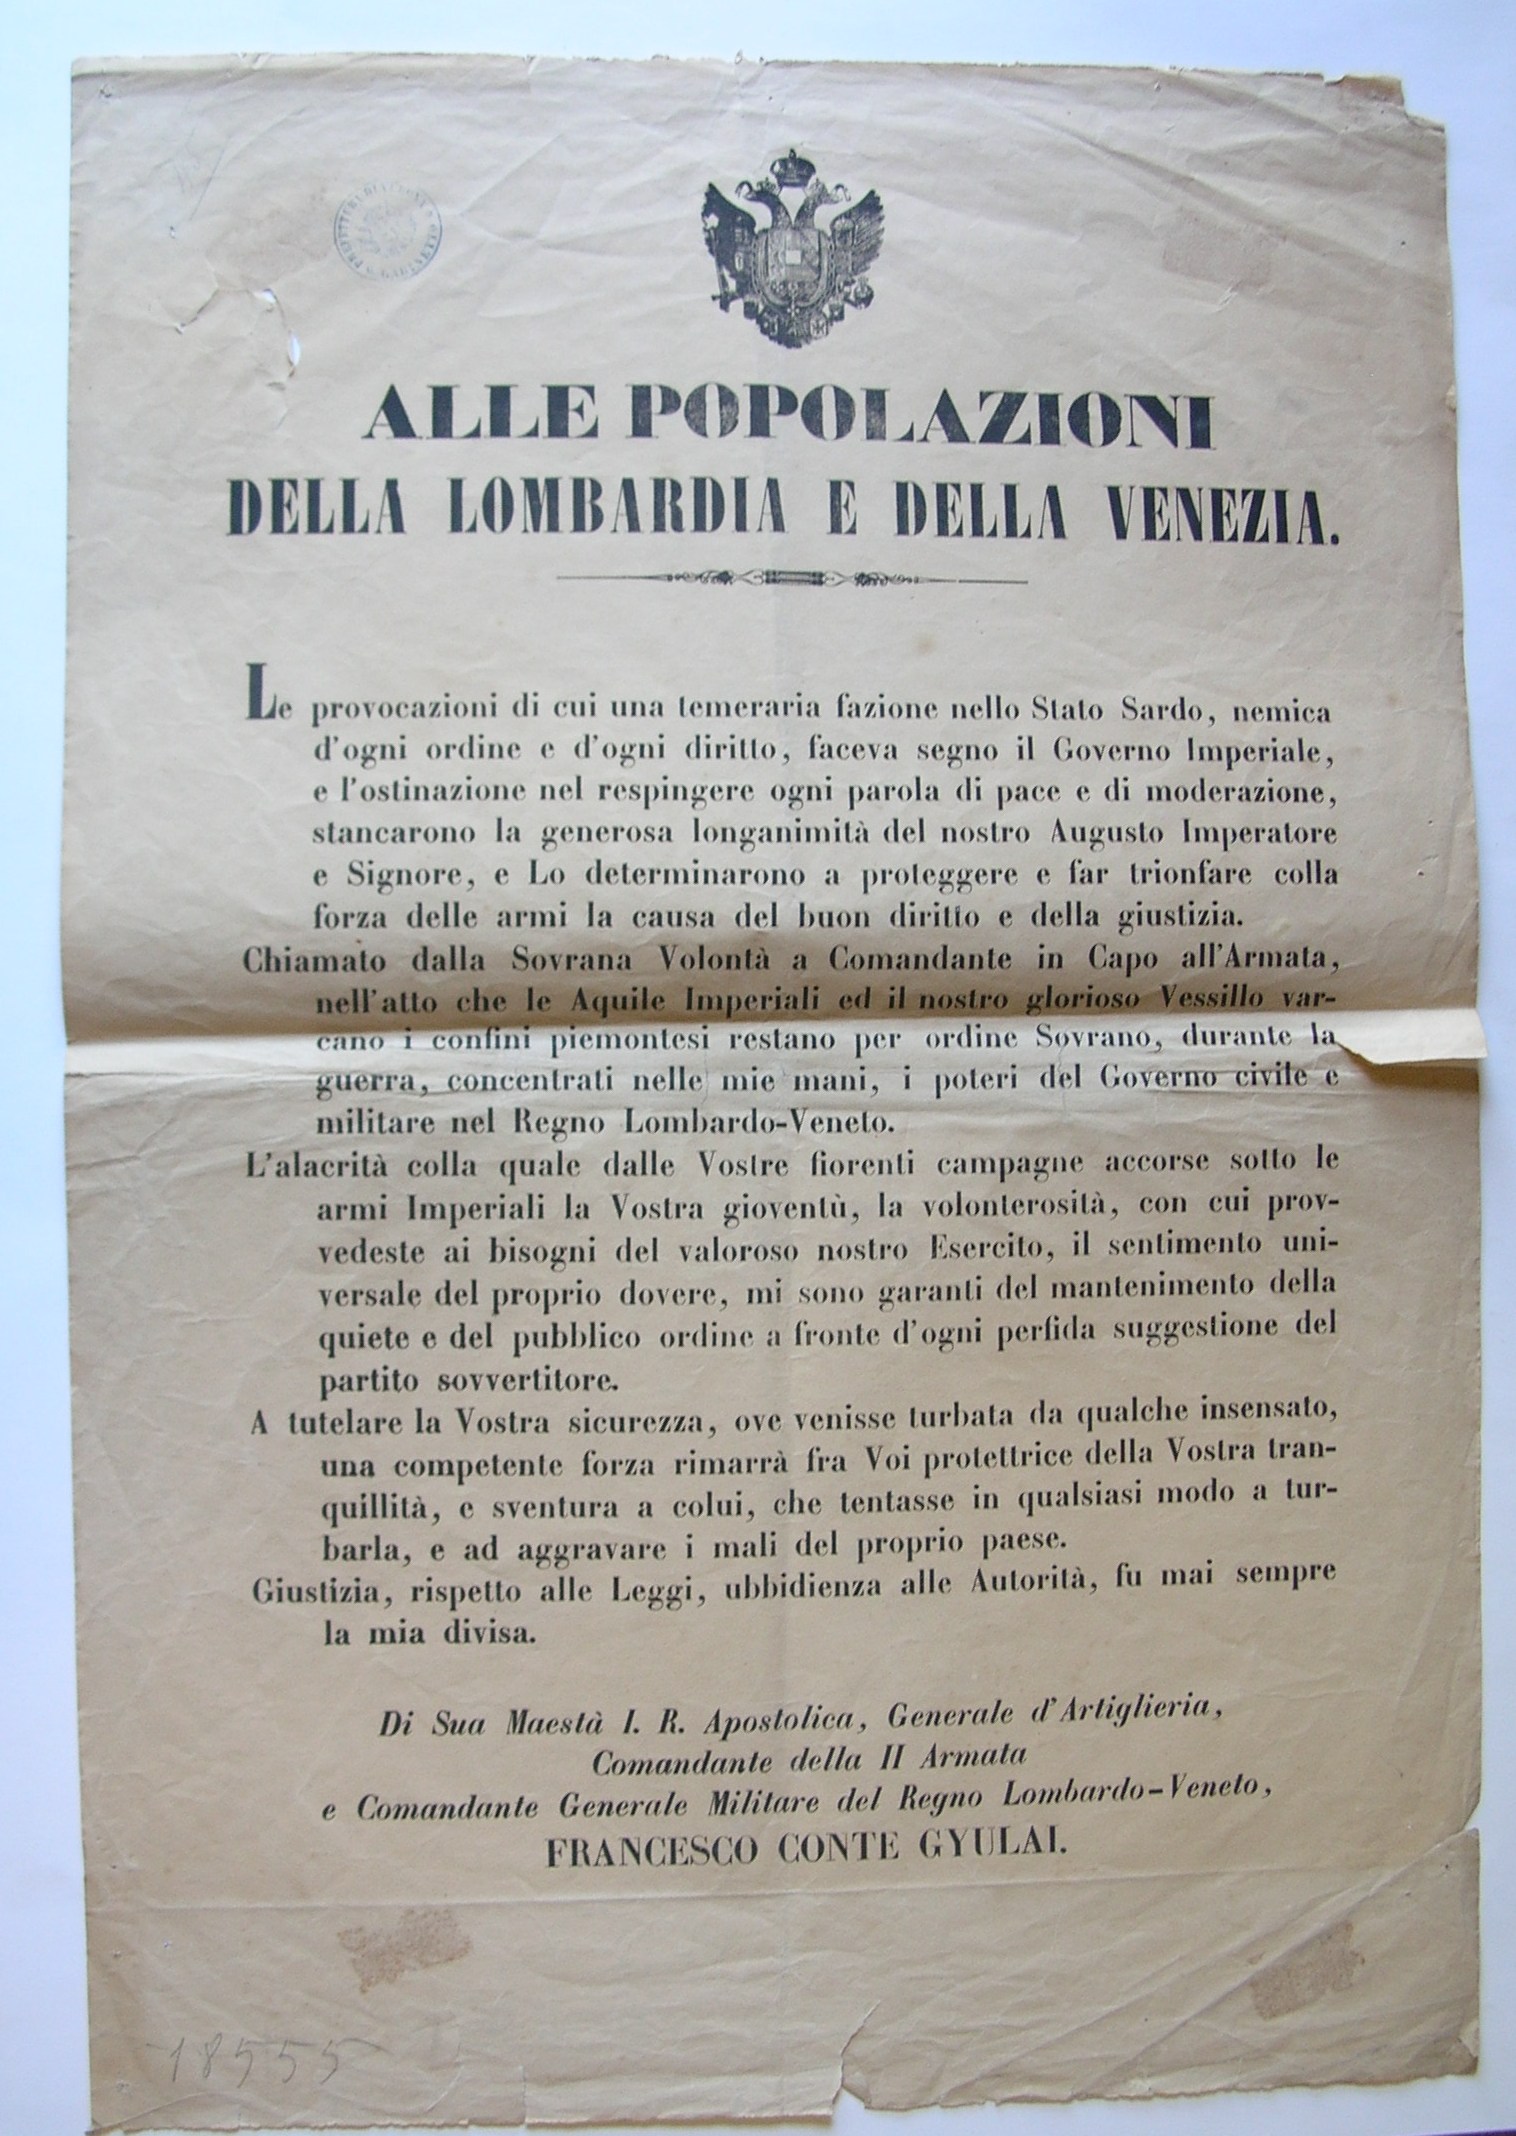 ALLE POPOLAZIONI
DELLA LOMBARDIA E DELLA VENEZIA.
Le provocazioni di cui una temeraria fazione nello Stato Sardo, nemica
d'ogni ordine e d'ogni diritto, faceva segno il Governo Imperiale,
e l'ostinazione nel respingere ogni parola di pace e di moderazione,
stancarono la generosa longanimità del nostro Augusto Imperatore
e Signore, e Lo determinarono a proteggere e far trionfare colla
forza delle armi la causa del buon diritto e della giustizia.
Chiamato dalla Sovrana Volontà a Comandante in Capo all'Armata,
nell'atto che le Aquile Imperiali ed il nostro glorioso Vessillo var-
cano i confini piemontesi restano per ordine Sovrano, durante la
guerra, concentrati nelle mie mani, i poteri del Governo civile e
militare nel Regno Lombardo-Veneto.
L'alacrità colla quale dalle Vostre fiorenti campagne accorse sotto le
armi Imperiali la Vostra gioventù, la volonterosità, con cui prov-
vedeste ai bisogni del valoroso nostro Esercito, il sentimento uni-
versale del proprio dovere, mi sono garanti del mantenimento della
quiete e del pubblico ordine a fronte d'ogni perfida suggestione del
partito sovvertitore.
A tutelare la Vostra sicurezza, ove venisse turbata da qualche insensato,
una competente forza rimarrà fra Voi protettrice della Vostra tran-
quillità, e sventura a colui, che tentasse in qualsiasi modo a tur-
barla, e ad aggravare i mali del proprio paese.
Giustizia, rispetto alle Leggi, ubbidienza alle Autorità, fu mai sempre
la mia divisa.
Di Sua Maestà I. R. Apostolica, Generale d'Artiglieria,
Comandante della II Armata
e Comandante Generale Militare del Regno Lombardo-Veneto,
FRANCESCO CONTE GYULAI.
18555